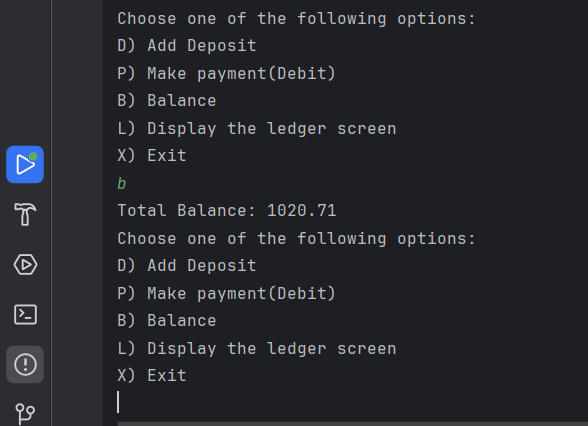 Choose one of the following options:
D) Add Deposit
P) Make payment(Debit)
B) Balance
L) Display the ledger screen
X) Exit
b
Total Balance: 1020.71
Choose one of the following options:
D) Add Deposit
P) Make payment(Debit)
B) Balance
L) Display the ledger screen
X) Exit